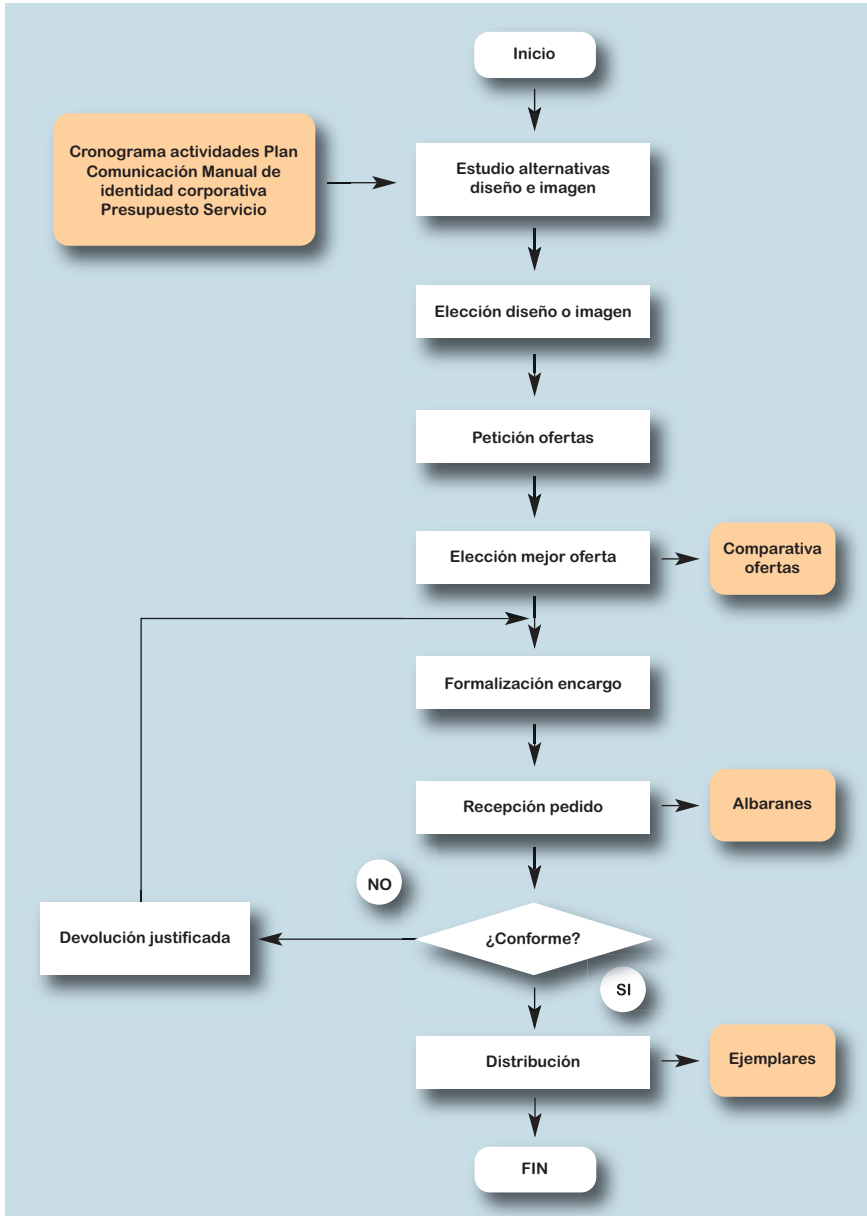 Inicio
Cronograma actividades Plan
Comunicación Manual de
identidad corporativa
Presupuesto Servicio
Estudio alternativas
diseño e imagen
Elección diseño o imagen
Petición ofertas
Elección mejor oferta
Comparativa
ofertas
Formalización encargo
Recepción pedido
Albaranes
NO
Devolución justificada
¿Conforme?
SI
Distribución
Ejemplares
FIN